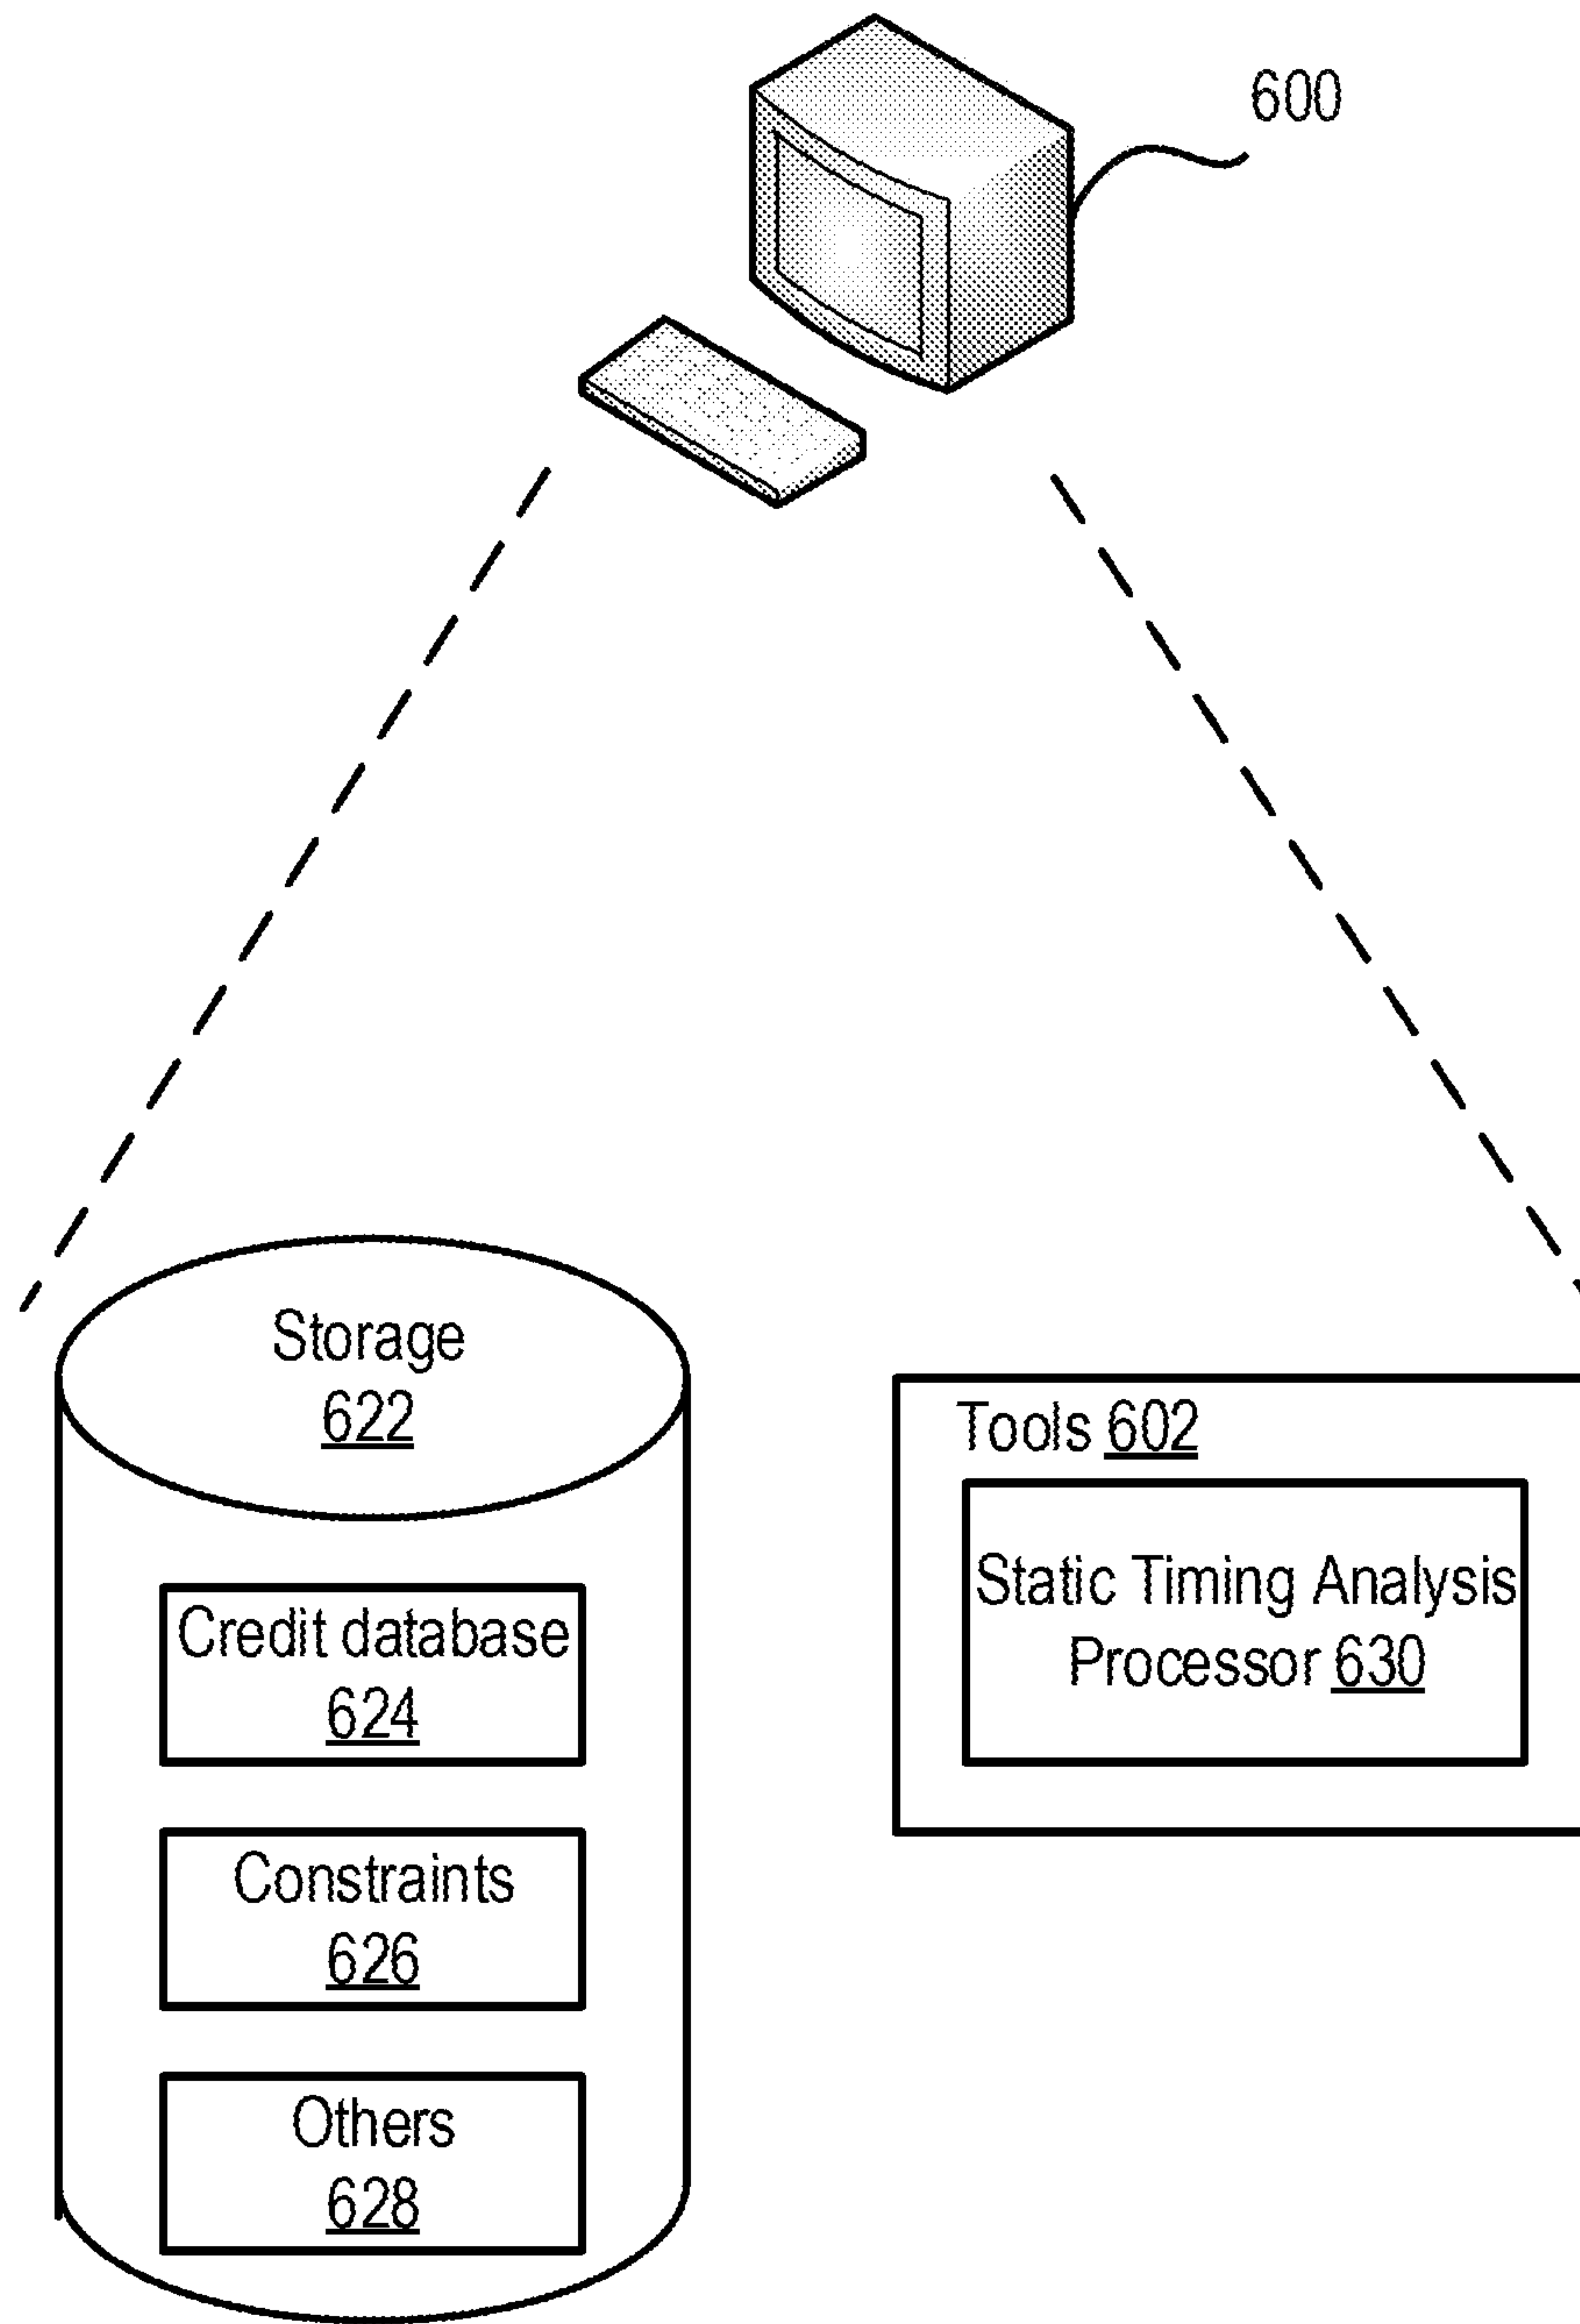 600
Storage
622
Credit database
624
Constraints
626
Others
628
Tools 602
Static Timing Analysis
Processor 630